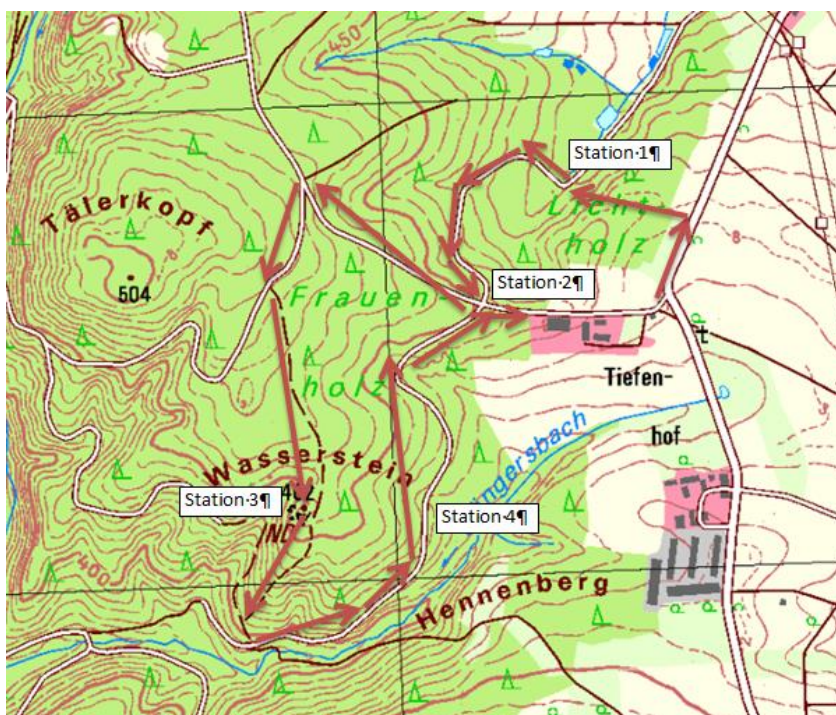 450
Station·1¶
Licht-
holz
Tälerkopf
504
8
Station·2¶
Frauen-
holz
Tiefen-
hof
Wasserstein
Station·3¶
ND
Station·4¶
400
Hennenberg